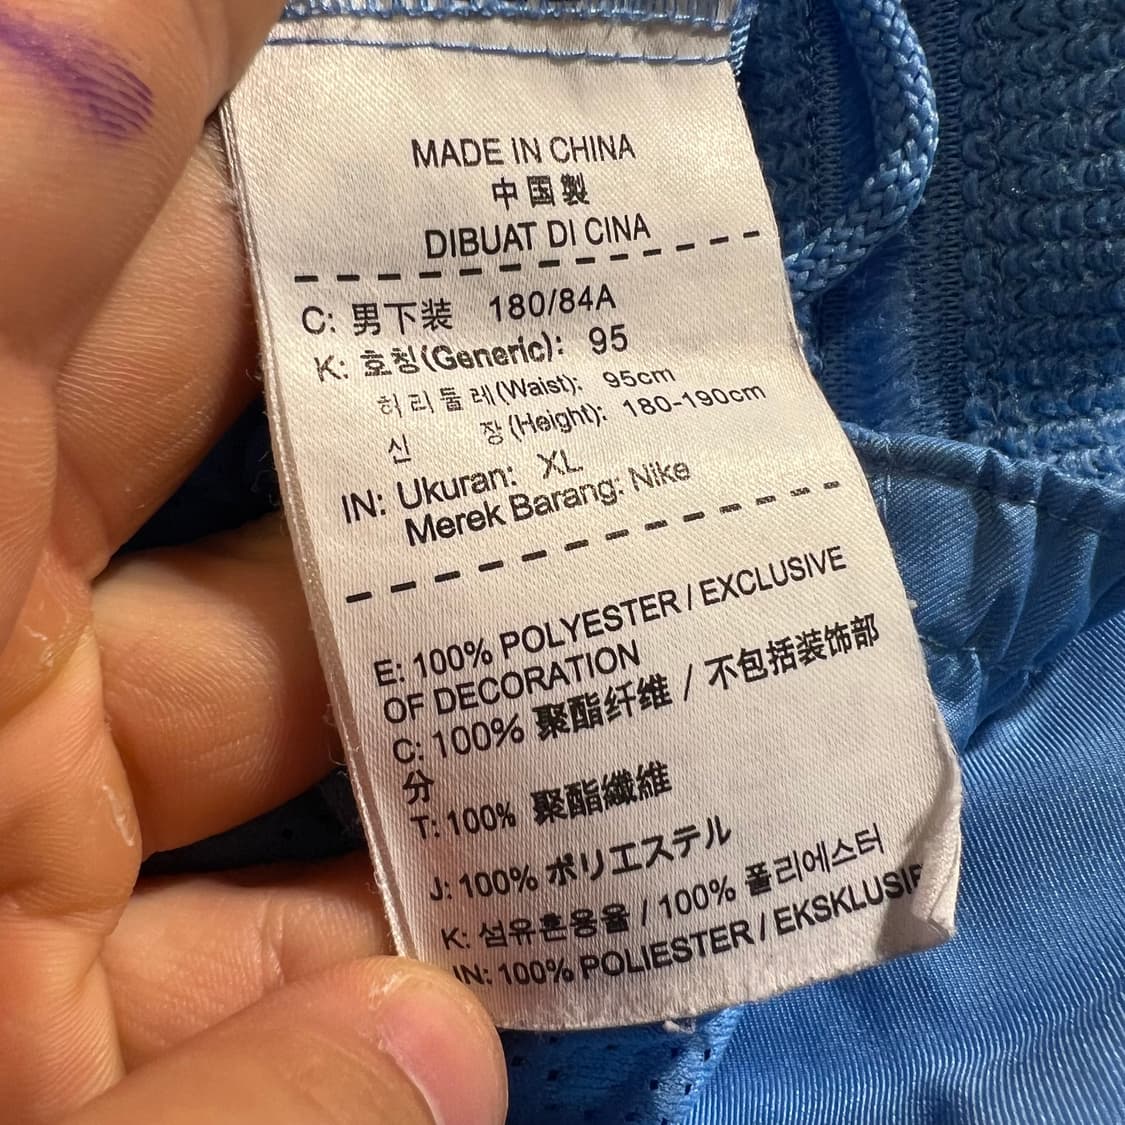 MADE IN CHINA
中国製
DIBUAT DI CINA
C: 男下装 180/84A
K: 호칭(Generic): 95
허리둘레(Waist): 95cm
신 장(Height): 180-190cm
IN: Ukuran: XL
Merek Barang: Nike
E: 100% POLYESTER / EXCLUSIVE
OF DECORATION
C: 100% 聚酯纤维 / 不包括装饰部
分
T: 100% 聚酯纖維
J: 100% ポリエステル
K: 섬유혼용율 / 100% 폴리에스터
IN: 100% POLIESTER / EKSKLUSIF